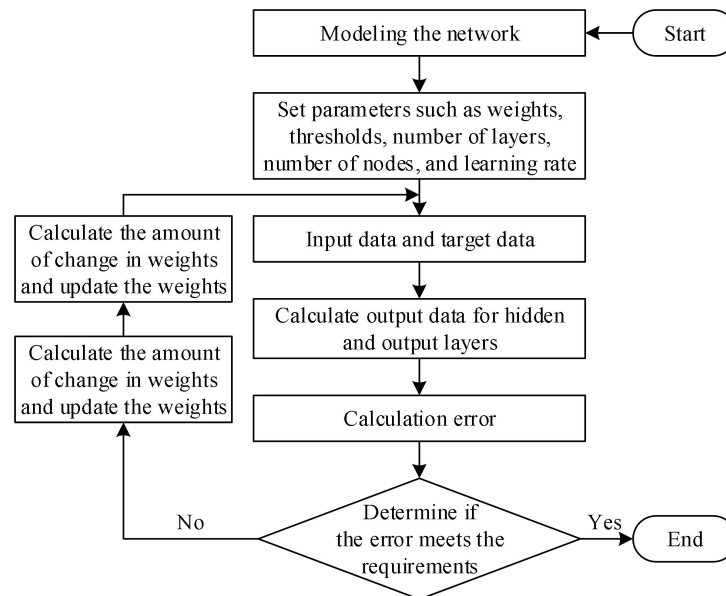 Modeling the network
Start
Set parameters such as weights,
thresholds, number of layers,
number of nodes, and learning rate
Input data and target data
Calculate output data for hidden
and output layers
Calculation error
Determine if
the error meets the
requirements
Yes
End
No
Calculate the amount
of change in weights
and update the weights
Calculate the amount
of change in weights
and update the weights